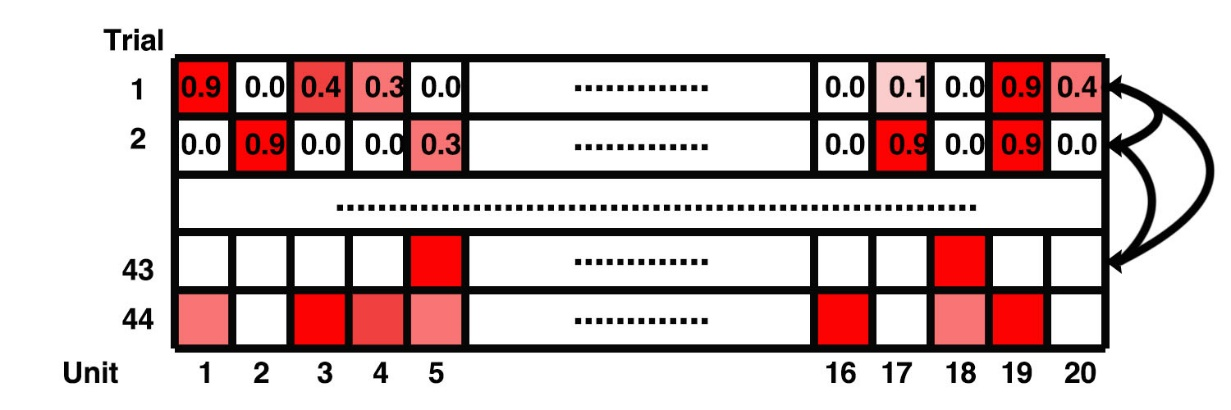 Trial
1 0.9 0.0 0.4 0.3 0.0 ............. 0.0 0.1 0.0 0.9 0.4
2 0.0 0.9 0.0 0.0 0.3 ............. 0.0 0.9 0.0 0.9 0.0
................................................................
43 .............
44 .............
Unit 1 2 3 4 5 16 17 18 19 20